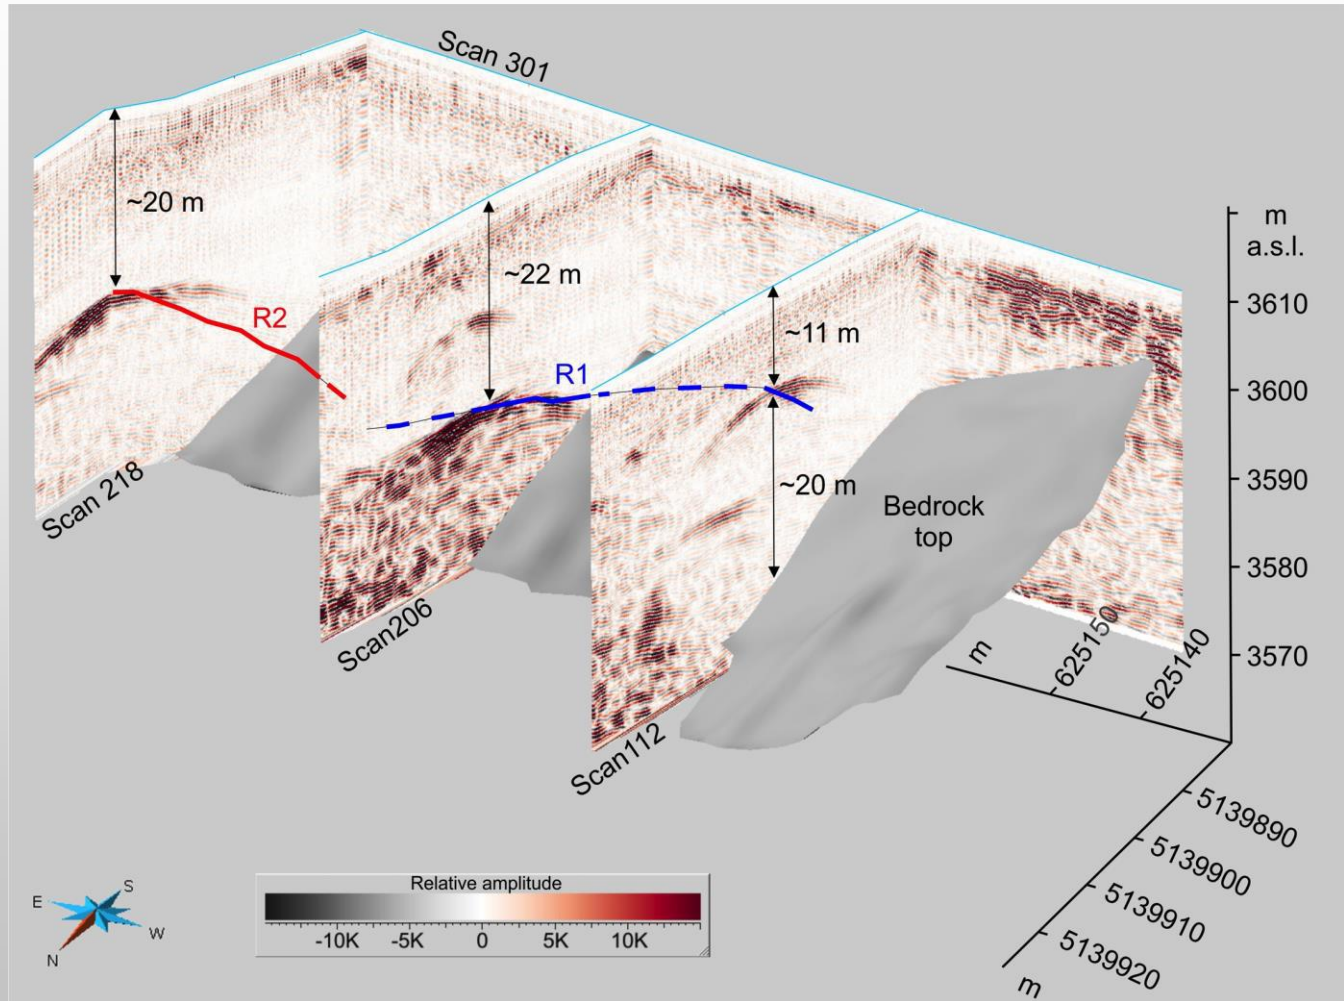 Scan 301
~20 m
~22 m
~11 m
R2
R1
~20 m
Bedrock
top
Scan 218
Scan206
Scan112
m
a.s.l.
3610
3600
3590
3580
3570
m
625150
625140
5139890
5139900
5139910
5139920
m
E
S
W
N
Relative amplitude
-10K
-5K
0
5K
10K